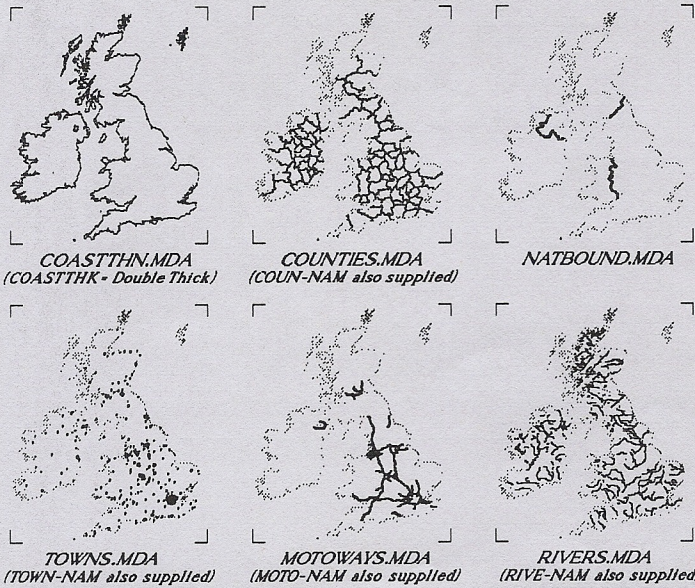 COASTTHN.MDA
(COASTTHK = Double Thick)
COUNTIES.MDA
(COUN-NAM also supplied)
NATBOUND.MDA
TOWNS.MDA
(TOWN-NAM also supplied)
MOTOWAYS.MDA
(MOTO-NAM also supplied)
RIVERS.MDA
(RIVE-NAM also supplied